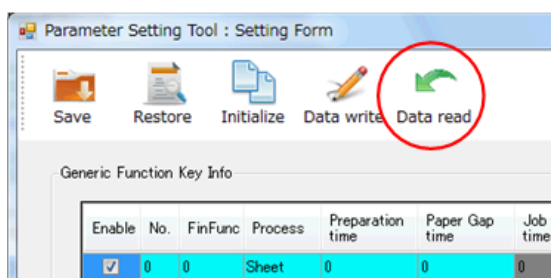 Parameter Setting Tool : Setting Form
Save Restore Initialize Data write Data read
Generic Function Key Info
Enable No. FinFunc Process Preparation time Paper Gap time Job time
0 0 Sheet 0 0 0